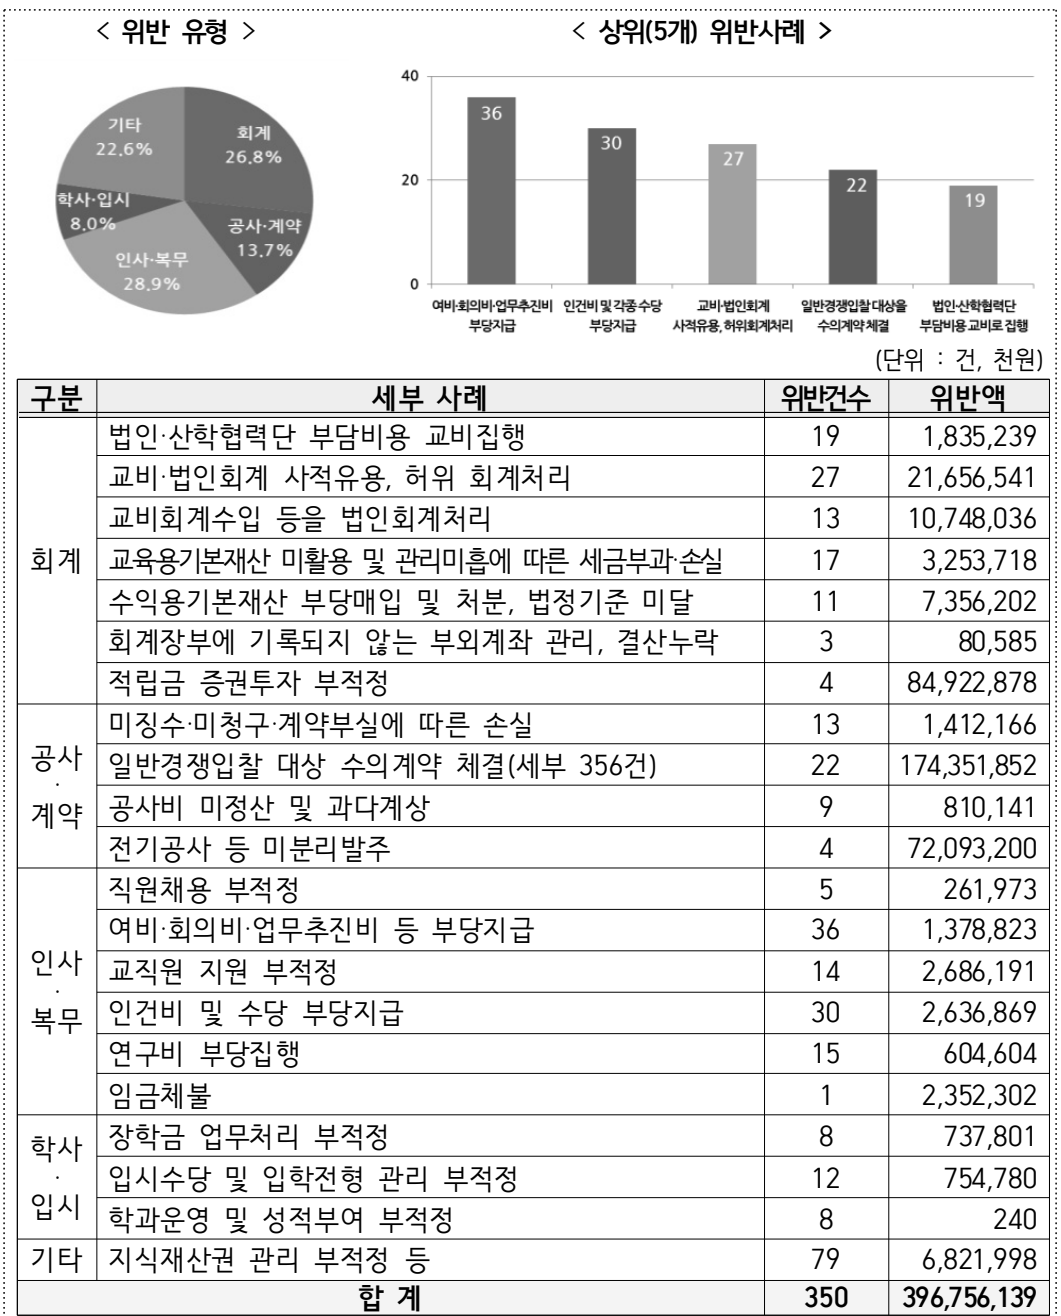 < 위반 유형 >
< 상위(5개) 위반사례 >
기타
22.6%
회계
26.8%
학사·입시
8.0%
공사·계약
13.7%
인사·복무
28.9%
40
20
0
36
30
27
22
19
여비·회의비·업무추진비
부당지급
인건비 및 각종 수당
부당지급
교비·법인회계
사적유용, 허위회계처리
일반경쟁입찰 대상을
수의계약 체결
법인·산학협력단
부담비용 교비로 집행
(단위 : 건, 천원)
구분 세부 사례 위반건수 위반액
회계
법인·산학협력단 부담비용 교비집행 19 1,835,239
교비·법인회계 사적유용, 허위 회계처리 27 21,656,541
교비회계수입 등을 법인회계처리 13 10,748,036
교육용기본재산 미활용 및 관리미흡에 따른 세금부과·손실 17 3,253,718
수익용기본재산 부당매입 및 처분, 법정기준 미달 11 7,356,202
회계장부에 기록되지 않는 부외계좌 관리, 결산누락 3 80,585
적립금 증권투자 부적정 4 84,922,878
공사
·
계약
미징수·미청구·계약부실에 따른 손실 13 1,412,166
일반경쟁입찰 대상 수의계약 체결(세부 356건) 22 174,351,852
공사비 미정산 및 과다계상 9 810,141
전기공사 등 미분리발주 4 72,093,200
인사
·
복무
직원채용 부적정 5 261,973
여비·회의비·업무추진비 등 부당지급 36 1,378,823
교직원 지원 부적정 14 2,686,191
인건비 및 수당 부당지급 30 2,636,869
연구비 부당집행 15 604,604
임금체불 1 2,352,302
학사
·
입시
장학금 업무처리 부적정 8 737,801
입시수당 및 입학전형 관리 부적정 12 754,780
학과운영 및 성적부여 부적정 8 240
기타 지식재산권 관리 부적정 등 79 6,821,998
합 계 350 396,756,139